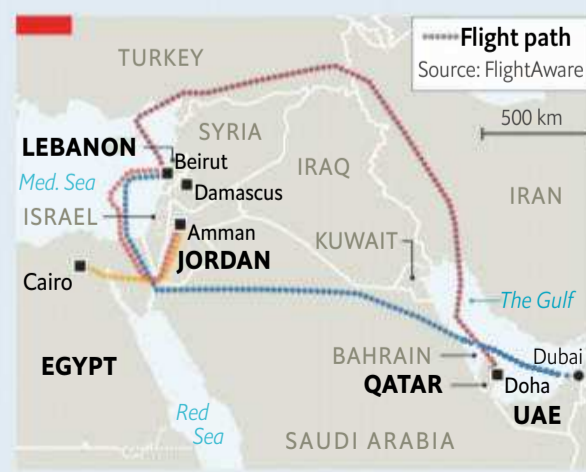 Flight path
Source: FlightAware
500 km
TURKEY
LEBANON
SYRIA
Beirut
Med. Sea
Damascus
IRAQ
IRAN
ISRAEL
Amman
KUWAIT
JORDAN
Cairo
The Gulf
BAHRAIN
Dubai
EGYPT
QATAR
Doha
UAE
Red
Sea
SAUDI ARABIA